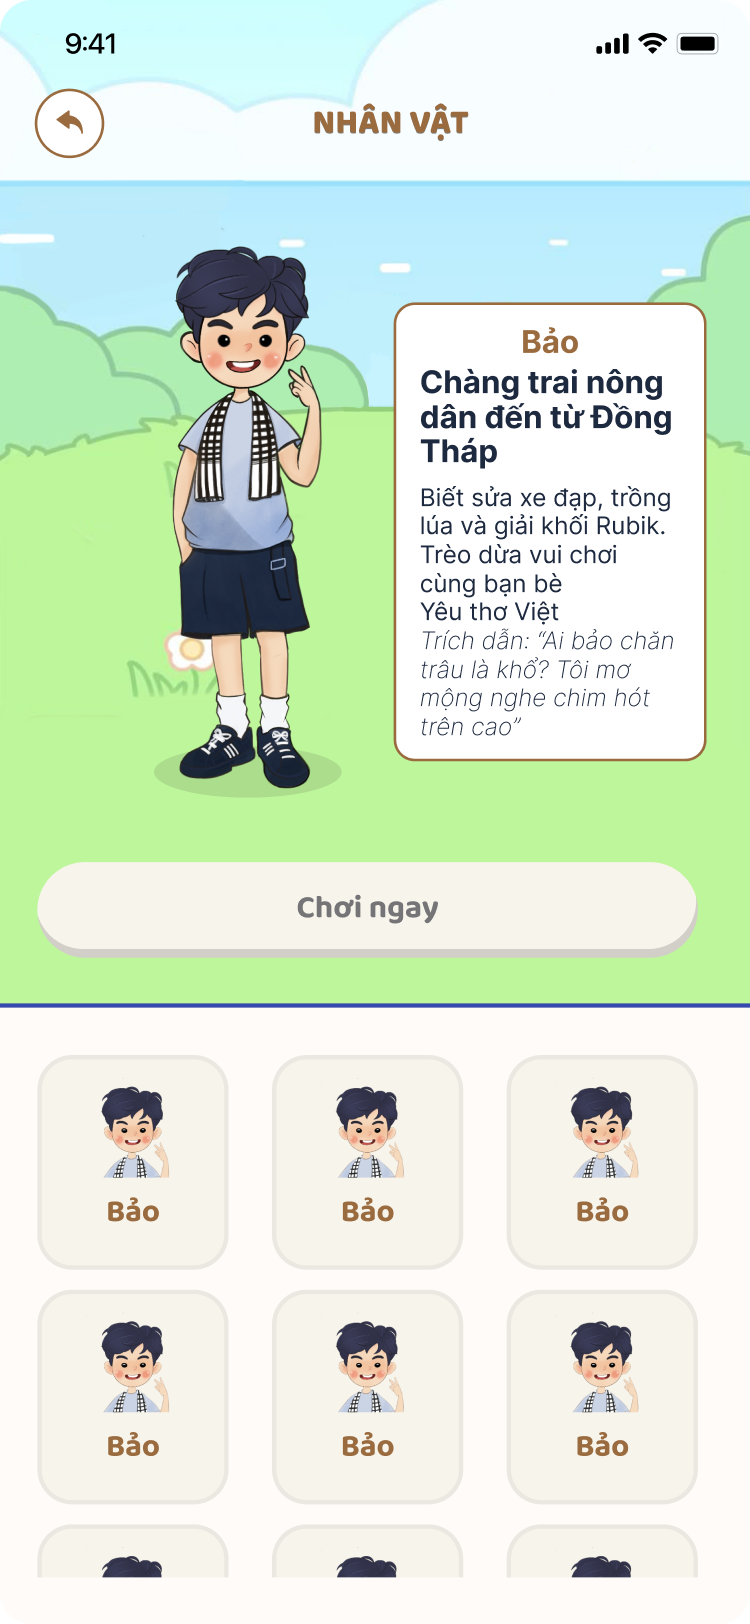 9:41
NHÂN VẬT
Bảo
Chàng trai nông
dân đến từ Đồng
Tháp
Biết sửa xe đạp, trồng
lúa và giải khối Rubik.
Trèo dừa vui chơi
cùng bạn bè
Yêu thơ Việt
Trích dẫn: “Ai bảo chăn
trâu là khổ? Tôi mơ
mộng nghe chim hót
trên cao”
Chơi ngay
Bảo
Bảo
Bảo
Bảo
Bảo
Bảo